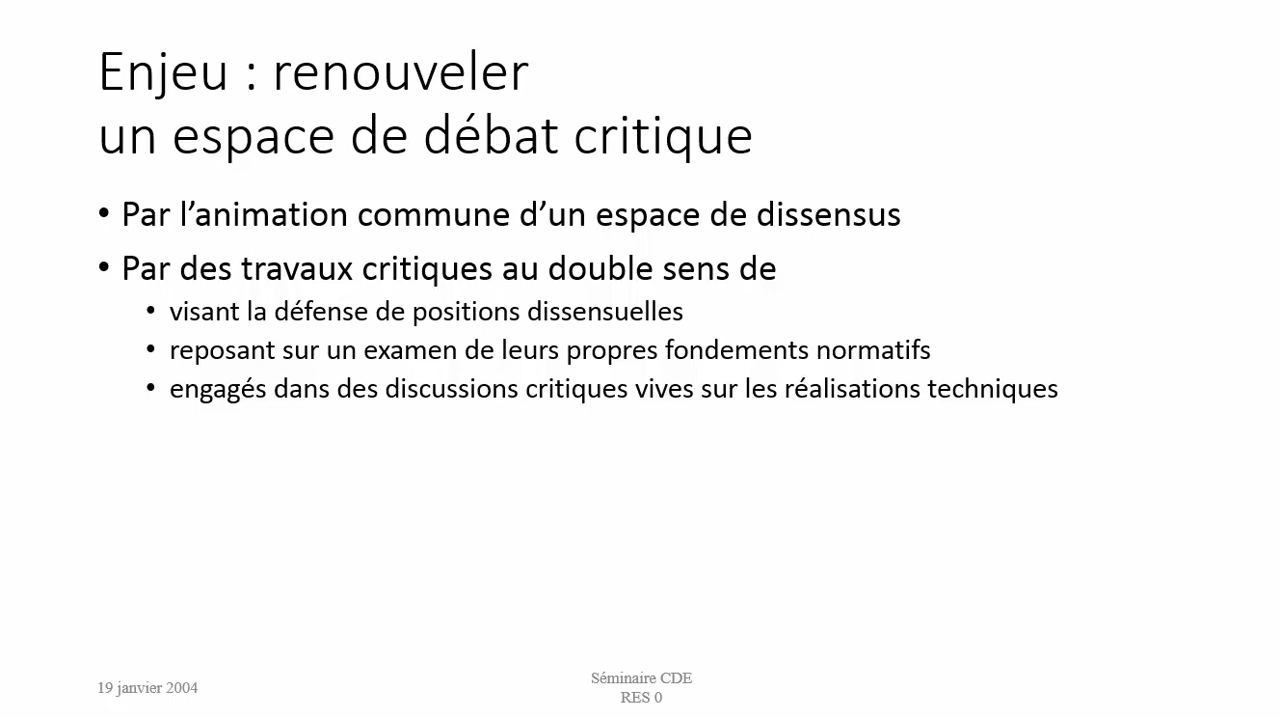 Enjeu : renouveler
un espace de débat critique
• Par l’animation commune d’un espace de dissensus
• Par des travaux critiques au double sens de
• visant la défense de positions dissensuelles
• reposant sur un examen de leurs propres fondements normatifs
• engagés dans des discussions critiques vives sur les réalisations techniques
19 janvier 2004
Séminaire CDE
RES 0